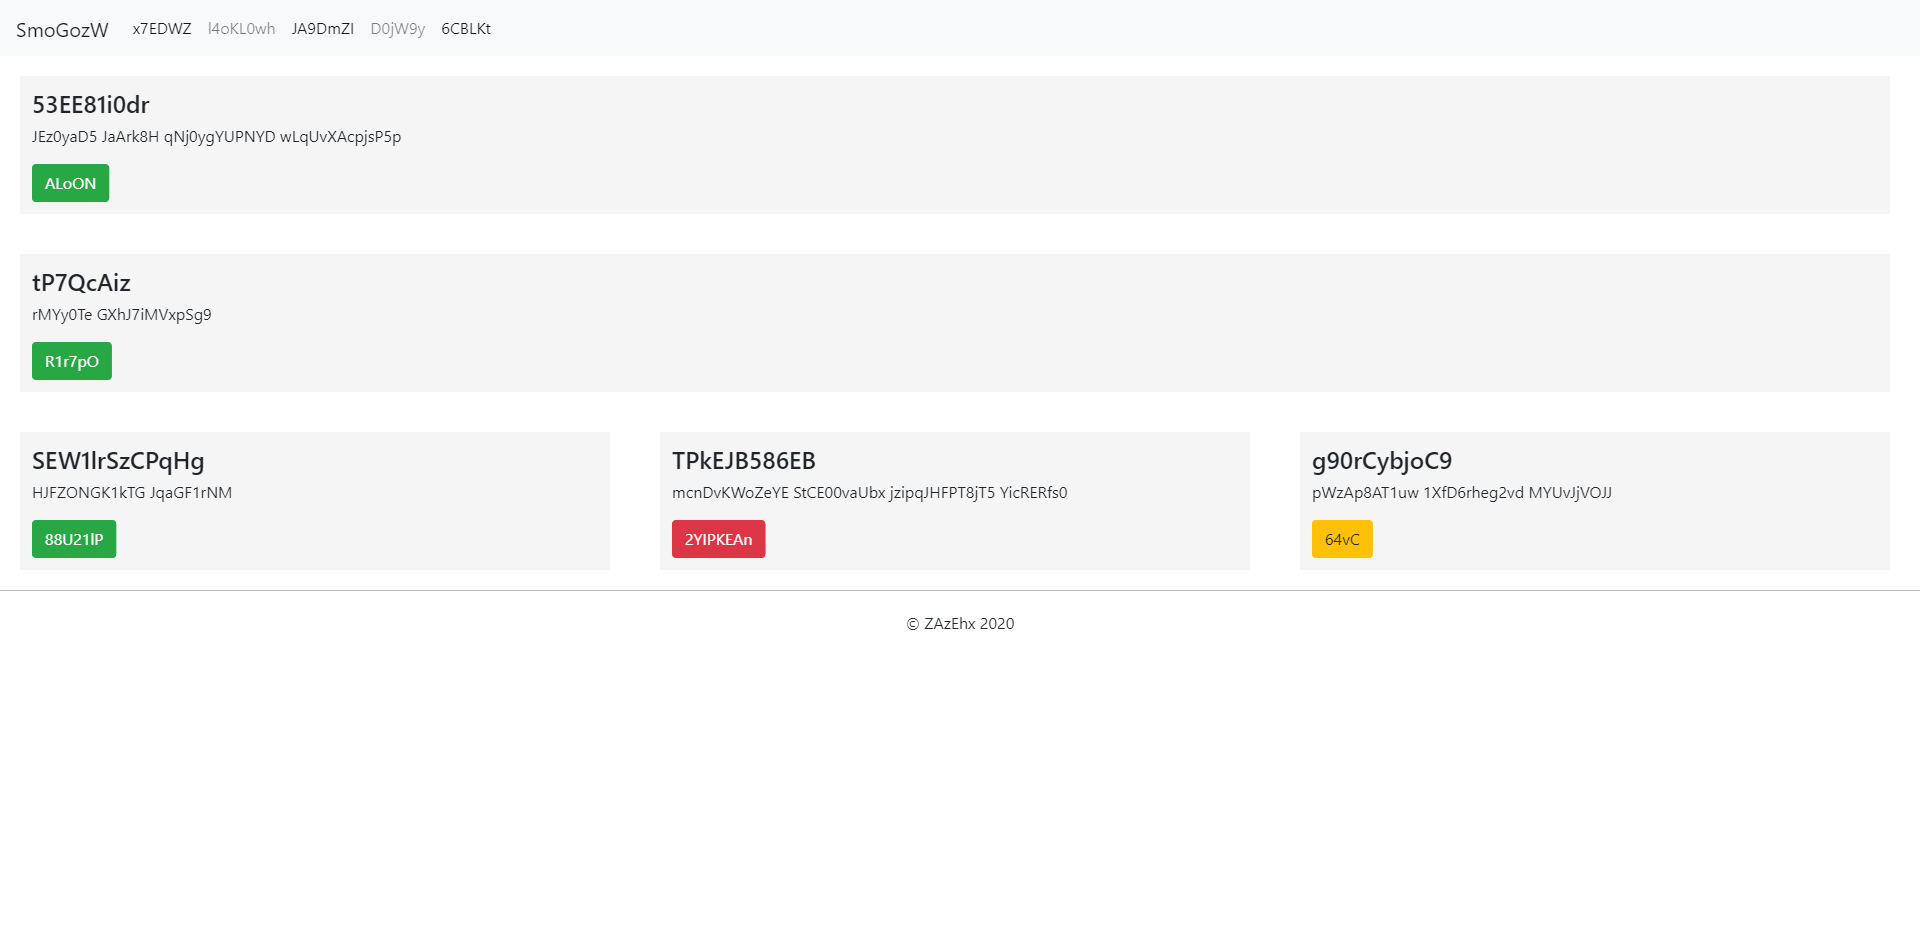 SmoGozW x7EDWZ l4oKL0wh JA9DmZI D0jW9y 6CBLKt
53EE81i0dr
JEz0yaD5 JaArk8H qNj0ygYUPNYD wLqUvXAcpjsP5p
ALoON
tP7QcAiz
rMYy0Te GXhJ7iMVxpSg9
R1r7pO
SEW1lrSzCPqHg
HJFZONGK1kTG JqaGF1rNM
88U21lP
TPkEJB586EB
mcnDvKWoZeYE StCE00vaUbx jzipqJHFPT8jT5 YicRERfs0
2YIPKEAn
g90rCybjoC9
pWzAp8AT1uw 1XfD6rheg2vd MYUvJjVOJJ
64vC
© ZAzEhx 2020